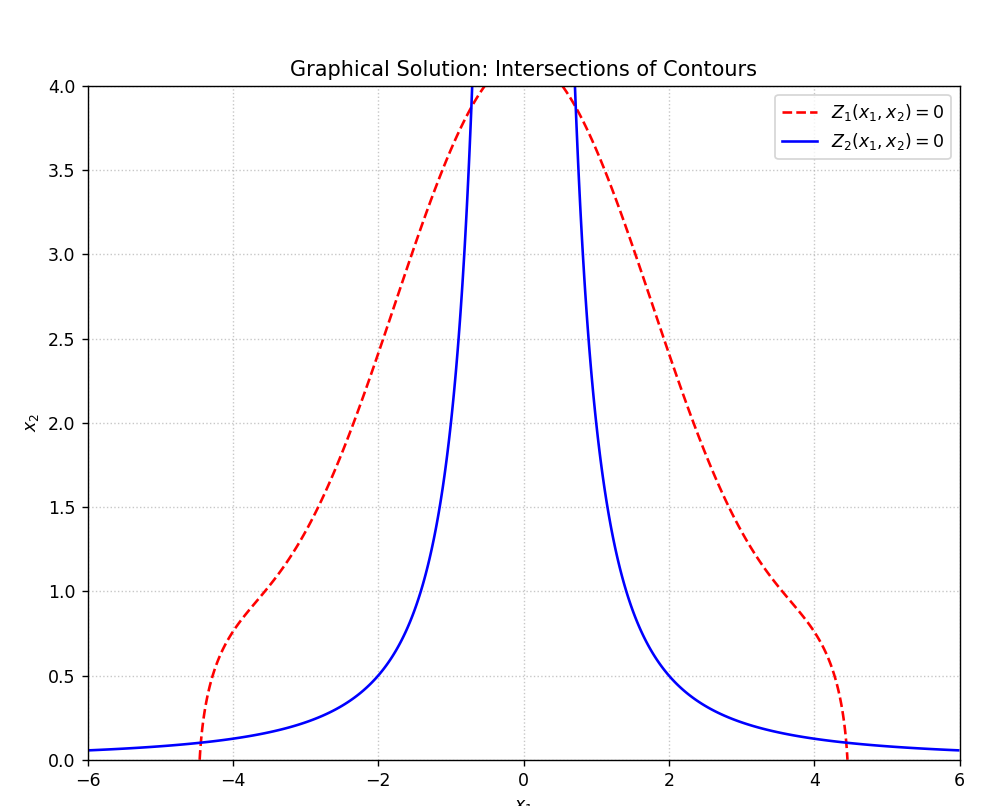 Graphical Solution: Intersections of Contours
Z₁(x₁, x₂) = 0
Z₂(x₁, x₂) = 0
4.0
3.5
3.0
2.5
2.0
1.5
1.0
0.5
0.0
x₂
−6 −4 −2 0 2 4 6